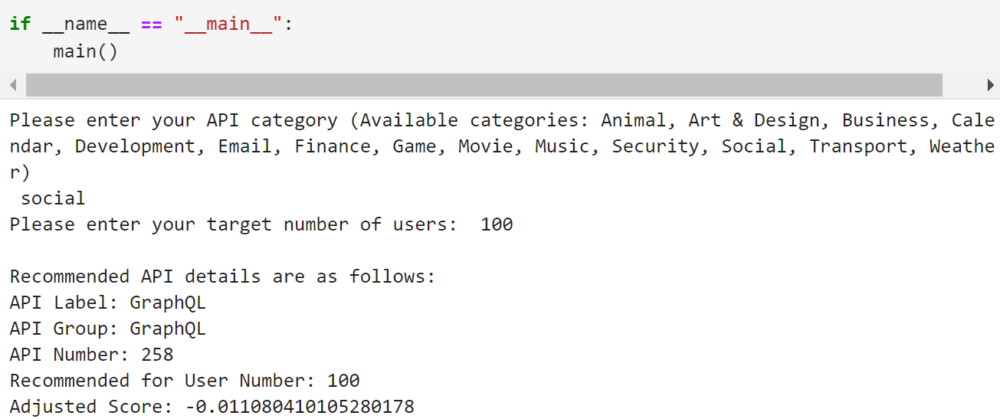 if __name__ == "__main__":
    main()
Please enter your API category (Available categories: Animal, Art & Design, Business, Cale
ndar, Development, Email, Finance, Game, Movie, Music, Security, Social, Transport, Weathe
r)
 social
Please enter your target number of users:  100

Recommended API details are as follows:
API Label: GraphQL
API Group: GraphQL
API Number: 258
Recommended for User Number: 100
Adjusted Score: -0.011080410105280178